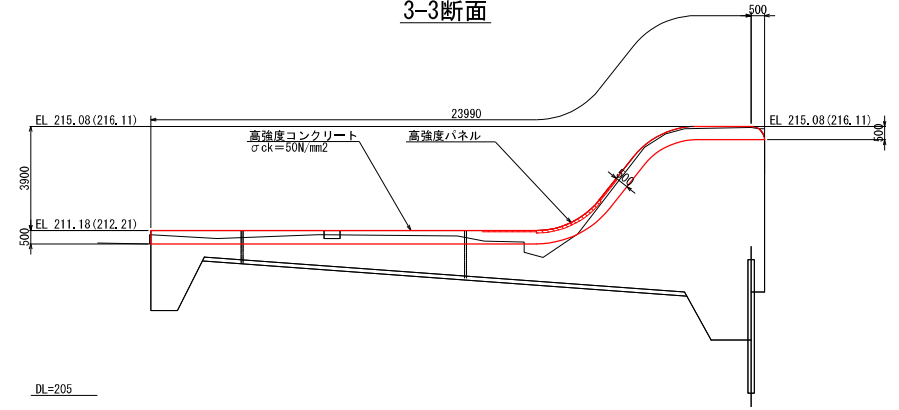 3-3断面
500
23990
EL 215.08(216.11)
EL 215.08(216.11)
高強度コンクリート
σck=50N/mm2
高強度パネル
500
3900
500
EL 211.18(212.21)
500
DL=205